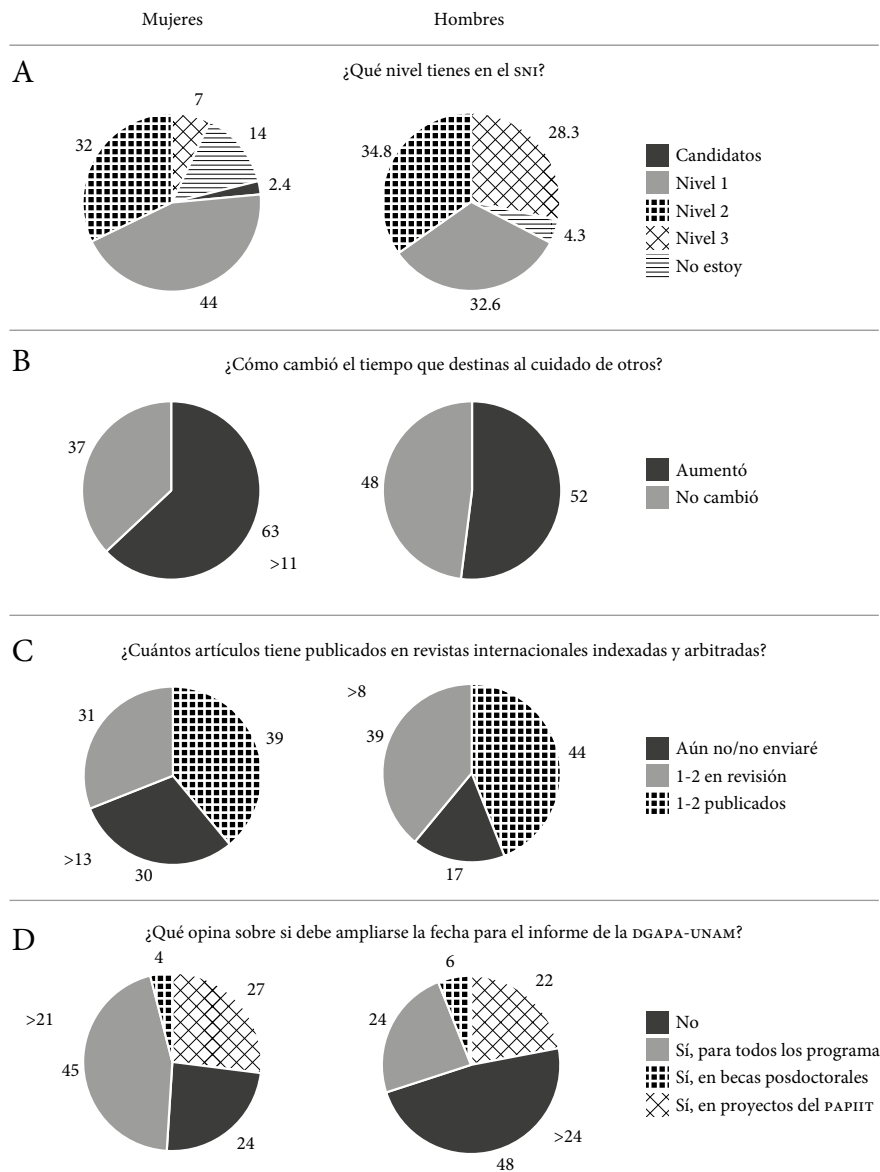 Mujeres
Hombres
A
¿Qué nivel tienes en el SNI?
7
14
2.4
44
32
28.3
4.3
32.6
34.8
Candidatos
Nivel 1
Nivel 2
Nivel 3
No estoy
B
¿Cómo cambió el tiempo que destinas al cuidado de otros?
37
63
>11
48
52
Aumentó
No cambió
C
¿Cuántos artículos tiene publicados en revistas internacionales indexadas y arbitradas?
31
39
>13
30
>8
39
44
17
Aún no/no enviaré
1-2 en revisión
1-2 publicados
D
¿Qué opina sobre si debe ampliarse la fecha para el informe de la DGAPA-UNAM?
4
27
>21
45
24
6
22
24
>24
48
No
Sí, para todos los programa
Sí, en becas posdoctorales
Sí, en proyectos del PAPIIT